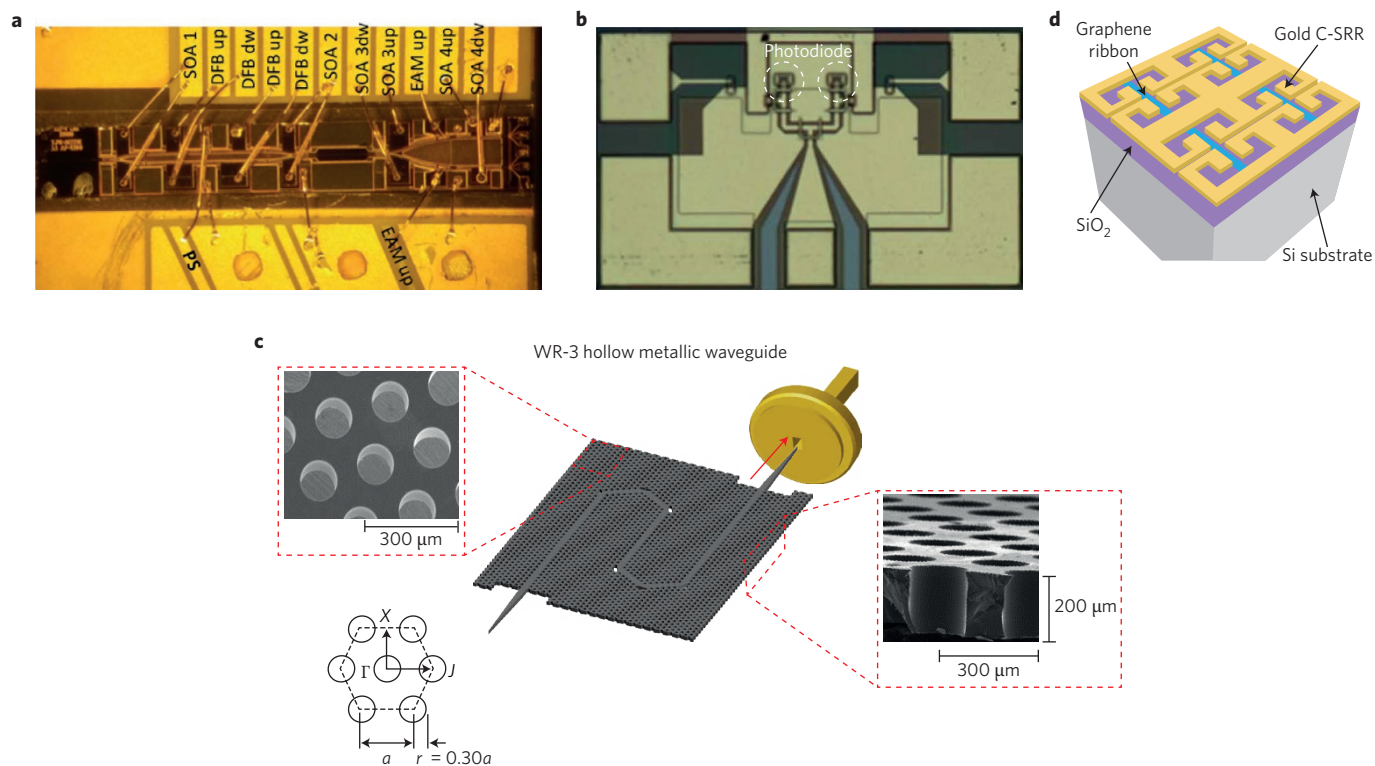 a
SOA 1
DFB up
DFB dw
DFB up
DFB dw
SOA 2
SOA 3dw
SOA 3up
EAM up
SOA 4up
SOA 4dw
PS
EAM up
b
Photodiode
d
Graphene
ribbon
Gold C-SRR
SiO2
Si substrate
c
WR-3 hollow metallic waveguide
300 µm
200 µm
300 µm
X
Γ
J
a
r = 0.30a